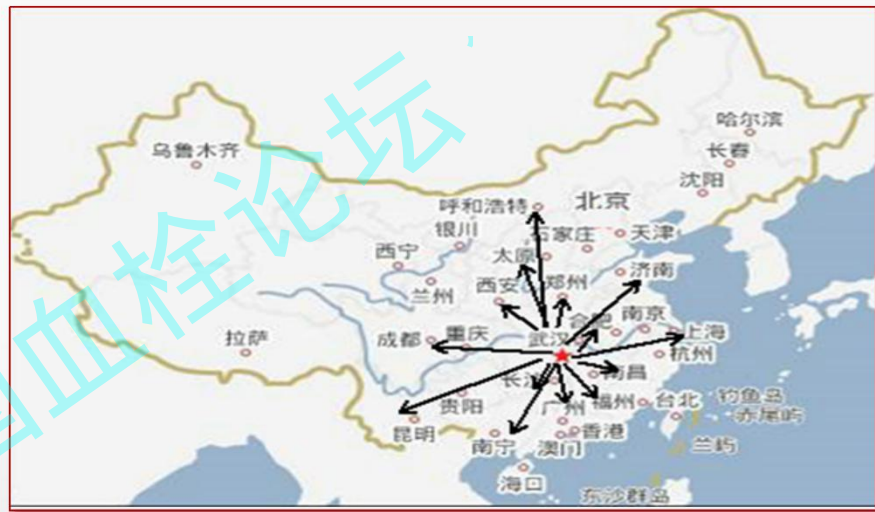 哈尔滨
乌鲁木齐
长春
沈阳
呼和浩特
北京
银川
石家庄
天津
西宁
太原
济南
兰州
西安
郑州
合肥
南京
拉萨
成都
重庆
武汉
上海
杭州
长沙
南昌
贵阳
广州
福州
台北
钓鱼岛
赤尾屿
昆明
南宁
澳门
香港
兰屿
海口
东沙群岛
国血栓论坛